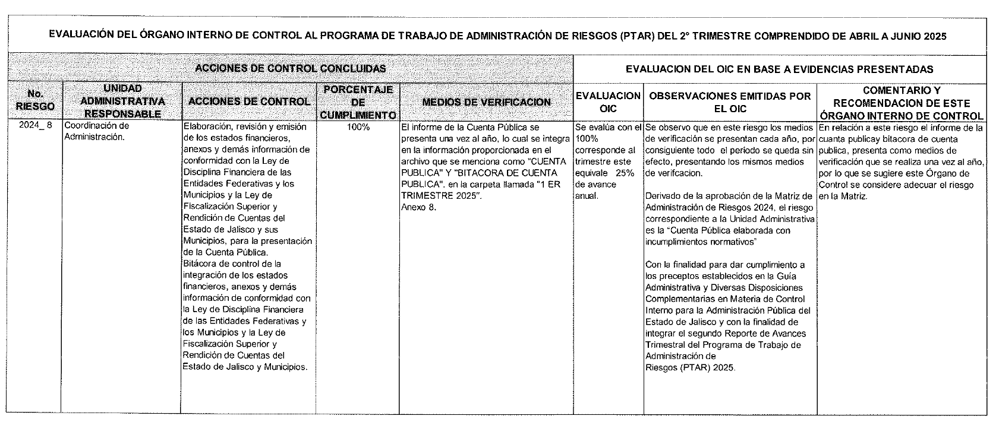 EVALUACIÓN DEL ÓRGANO INTERNO DE CONTROL AL PROGRAMA DE TRABAJO DE ADMINISTRACIÓN DE RIESGOS (PTAR) DEL 2° TRIMESTRE COMPRENDIDO DE ABRIL A JUNIO 2025
ACCIONES DE CONTROL CONCLUIDAS
EVALUACION DEL OIC EN BASE A EVIDENCIAS PRESENTADAS
No.
RIESGO
UNIDAD
ADMINISTRATIVA
RESPONSABLE
ACCIONES DE CONTROL
PORCENTAJE
DE
CUMPLIMIENTO
MEDIOS DE VERIFICACION
EVALUACION
OIC
OBSERVACIONES EMITIDAS POR
EL OIC
COMENTARIO Y
RECOMENDACION DE ESTE
ÓRGANO INTERNO DE CONTROL
2024_ 8
Coordinación de
Administración.
Elaboración, revisión y emisión
de los estados financieros,
anexos y demás información de
conformidad con la Ley de
Disciplina Financiera de las
Entidades Federativas y los
Municipios y la Ley de
Fiscalización Superior y
Rendición de Cuentas del
Estado de Jalisco y sus
Municipios, para la presentación
de la Cuenta Pública.
Bitácora de control de la
integración de los estados
financieros, anexos y demás
información de conformidad con
la Ley de Disciplina Financiera
de las Entidades Federativas y
los Municipios y la Ley de
Fiscalización Superior y
Rendición de Cuentas del
Estado de Jalisco y Municipios.
100%
El informe de la Cuenta Pública se
presenta una vez al año, lo cual se integra
en la información proporcionada en el
archivo que se menciona como "CUENTA
PUBLICA" Y "BITACORA DE CUENTA
PUBLICA". en la carpeta llamada "1 ER
TRIMESTRE 2025".
Anexo 8.
Se evalúa con el
100%
corresponde al
trimestre este
equivale 25%
de avance
anual.
Se observo que en este riesgo los medios
de verificación se presentan cada año, por
consiguiente todo el periodo se queda sin
efecto, presentando los mismos medios
de verifcacion.
Derivado de la aprobación de la Matriz de
Administración de Riesgos 2024, el riesgo
correspondiente a la Unidad Administrativa
es la “Cuenta Pública elaborada con
incumplimientos normativos”
Con la finalidad para dar cumplimiento a
los preceptos establecidos en la Guía
Administrativa y Diversas Disposiciones
Complementarias en Materia de Control
Interno para la Administración Pública del
Estado de Jalisco y con la finalidad de
integrar el segundo Reporte de Avances
Trimestral del Programa de Trabajo de
Administración de
Riesgos (PTAR) 2025.
En relación a este riesgo el informe de la
cuanta publicay bitacora de cuenta
publica, presenta como medios de
verificación que se realiza una vez al año,
por lo que se sugiere este Órgano de
Control se considere adecuar el riesgo
en la Matriz.